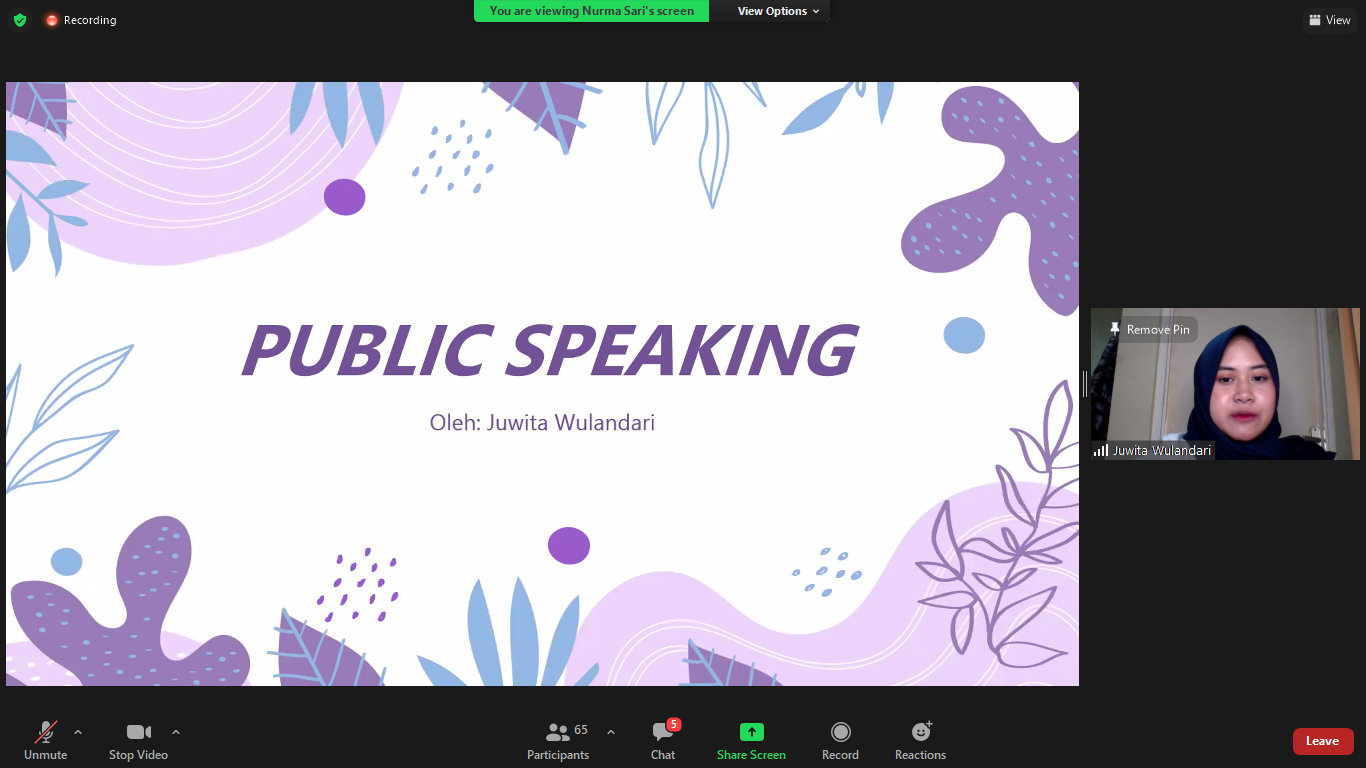 Recording
You are viewing Nurma Sari's screen
View Options
View
PUBLIC SPEAKING
Oleh: Juwita Wulandari
Remove Pin
Juwita Wulandari
Unmute
Stop Video
65
Participants
5
Chat
Share Screen
Record
Reactions
Leave